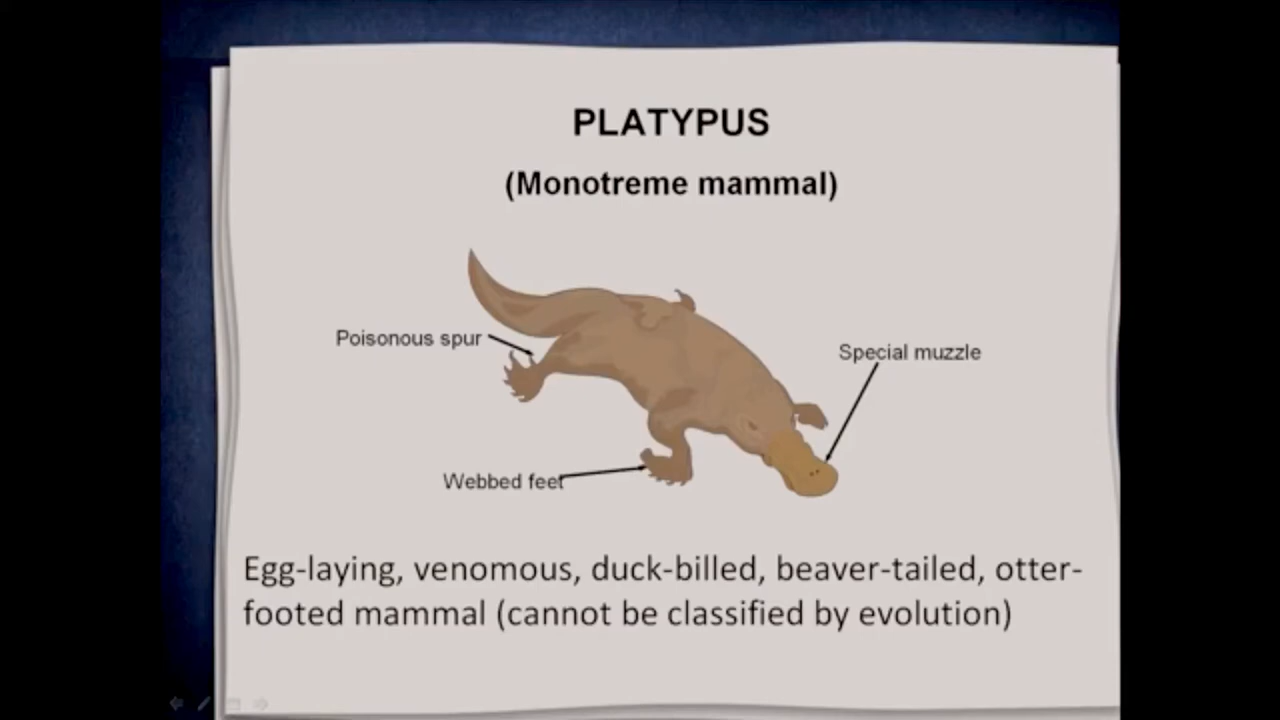 PLATYPUS
(Monotreme mammal)
Poisonous spur
Special muzzle
Webbed feet
Egg-laying, venomous, duck-billed, beaver-tailed, otter-
footed mammal (cannot be classified by evolution)